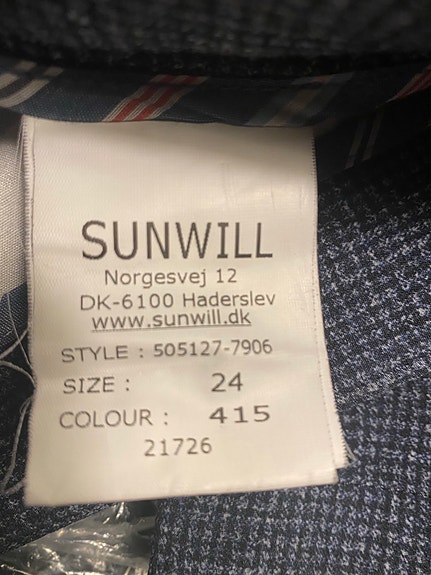 SUNWILL
Norgesvej 12
DK-6100 Haderslev
www.sunwill.dk
STYLE : 505127-7906
SIZE : 24
COLOUR : 415
21726